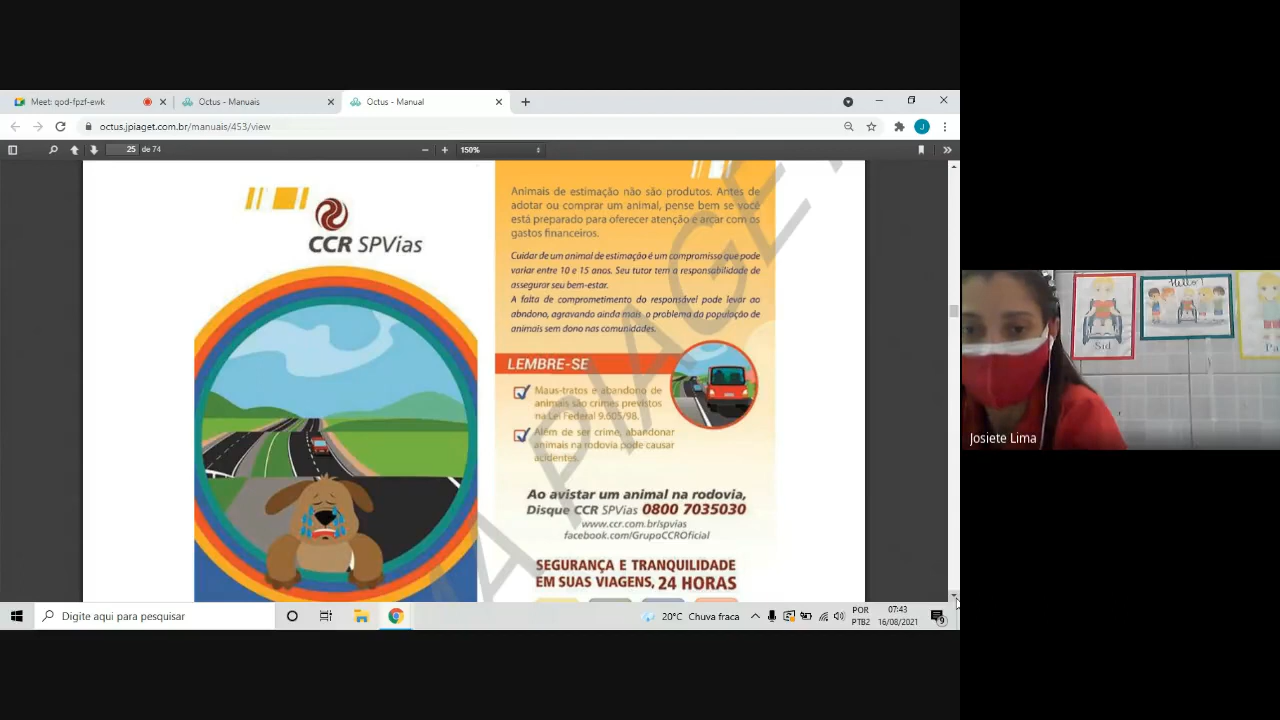 Meet: qod-fpzf-ewk
Octus - Manuais
Octus - Manual
octus.jpiaget.com.br/manuais/453/view
25 de 74
150%
CCR SPVias
Animais de estimação não são produtos. Antes de
adotar ou comprar um animal, pense bem se você
está preparado para oferecer atenção e arcar com os
gastos financeiros.
Cuidar de um animal de estimação é um compromisso que pode
variar entre 10 e 15 anos. Seu tutor tem a responsabilidade de
assegurar seu bem-estar.
A falta de comprometimento do responsável pode levar ao
abndono, agravando ainda mais o problema da população de
animais sem dono nas comunidades.
LEMBRE-SE
Maus-tratos e abandono de
animais são crimes previstos
na Lei Federal 9.605/98.
Além de ser crime, abandonar
animais na rodovia pode causar
acidentes.
Ao avistar um animal na rodovia,
Disque CCR SPVias 0800 7035030
www.ccr.com.br/spvias
facebook.com/GrupoCCROficial
SEGURANÇA E TRANQUILIDADE
EM SUAS VIAGENS, 24 HORAS
A PIAGET
Digite aqui para pesquisar
20°C Chuva fraca
POR
PTB2
07:43
16/08/2021
9
J
Sid
Hello!
Pa
Josiete Lima